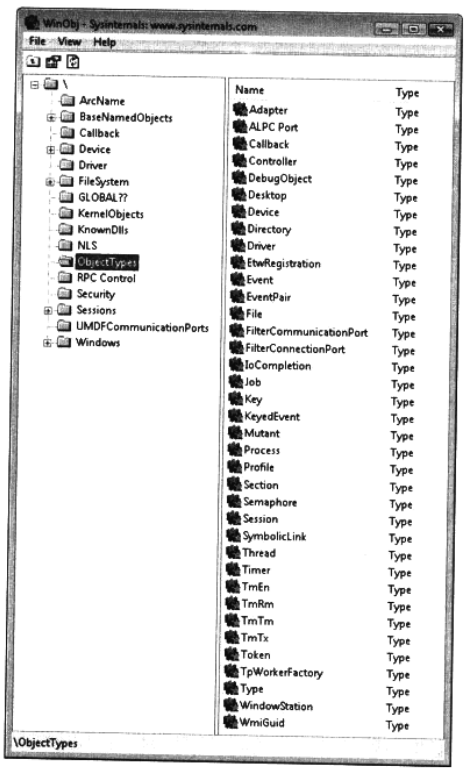 WinObj - Sysinternals: www.sysinternals.com
File View Help
\
ArcName
BaseNamedObjects
Callback
Device
Driver
FileSystem
GLOBAL??
KernelObjects
KnownDlls
NLS
ObjectTypes
RPC Control
Security
Sessions
UMDFCommunicationPorts
Windows
Name Type
Adapter Type
ALPC Port Type
Callback Type
Controller Type
DebugObject Type
Desktop Type
Device Type
Directory Type
Driver Type
EtwRegistration Type
Event Type
EventPair Type
File Type
FilterCommunicationPort Type
FilterConnectionPort Type
IoCompletion Type
Job Type
Key Type
KeyedEvent Type
Mutant Type
Process Type
Profile Type
Section Type
Semaphore Type
Session Type
SymbolicLink Type
Thread Type
Timer Type
TmEn Type
TmRm Type
TmTm Type
TmTx Type
Token Type
TpWorkerFactory Type
Type Type
WindowStation Type
WmiGuid Type
\ObjectTypes